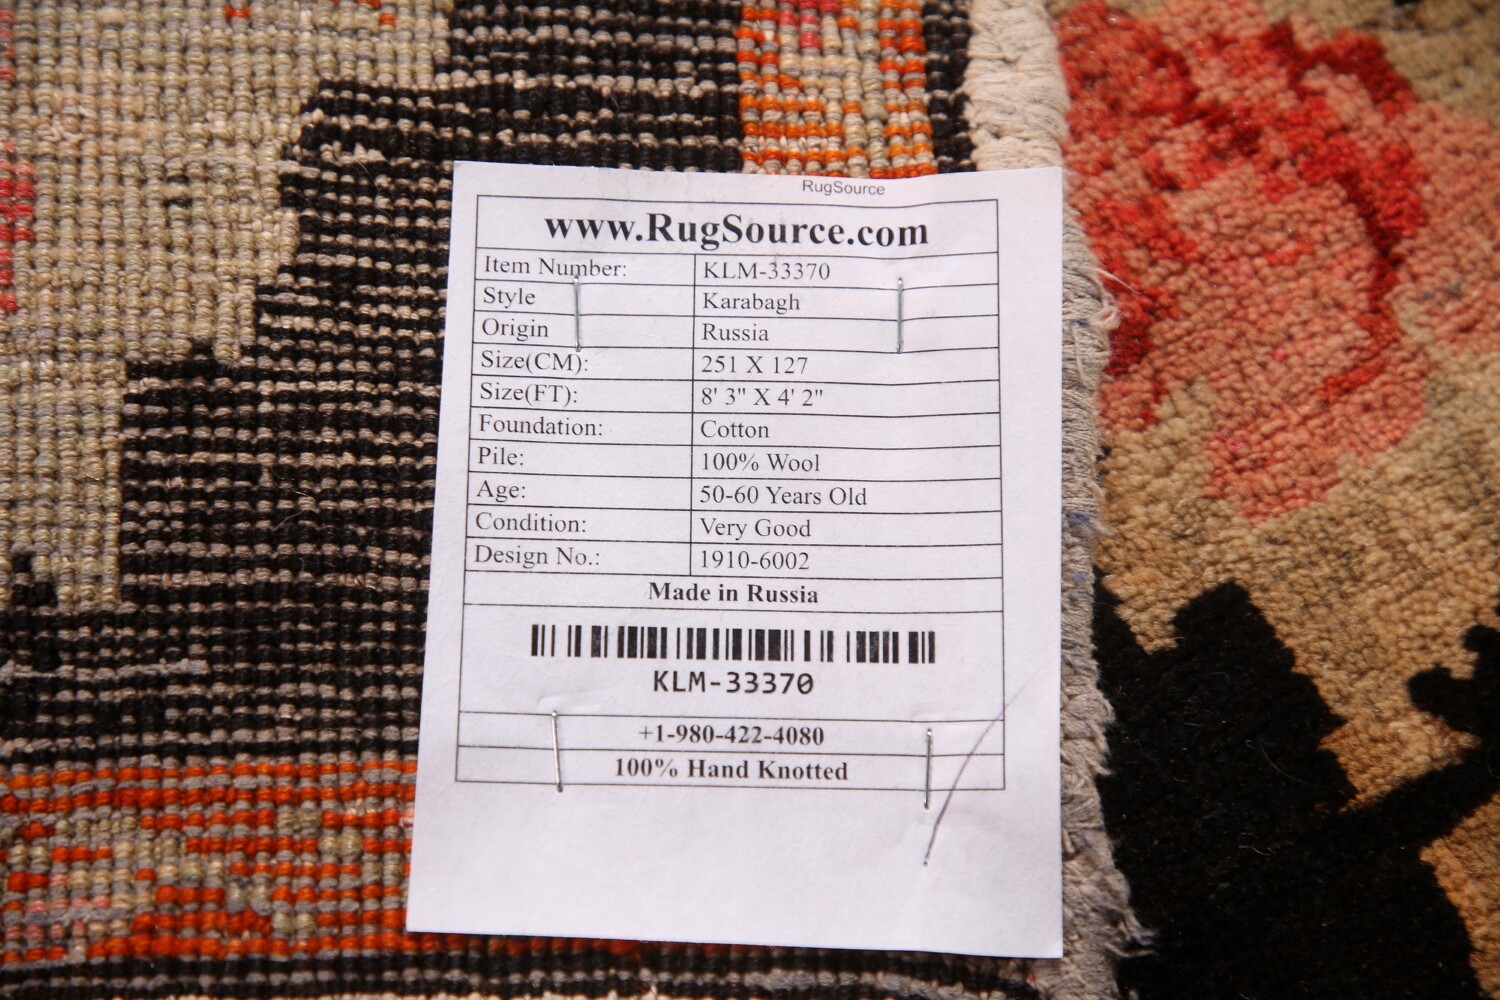 RugSource
www.RugSource.com
Item Number: KLM-33370
Style Karabagh
Origin Russia
Size(CM): 251 X 127
Size(FT): 8' 3" X 4' 2"
Foundation: Cotton
Pile: 100% Wool
Age: 50-60 Years Old
Condition: Very Good
Design No.: 1910-6002
Made in Russia
KLM-33370
+1-980-422-4080
100% Hand Knotted